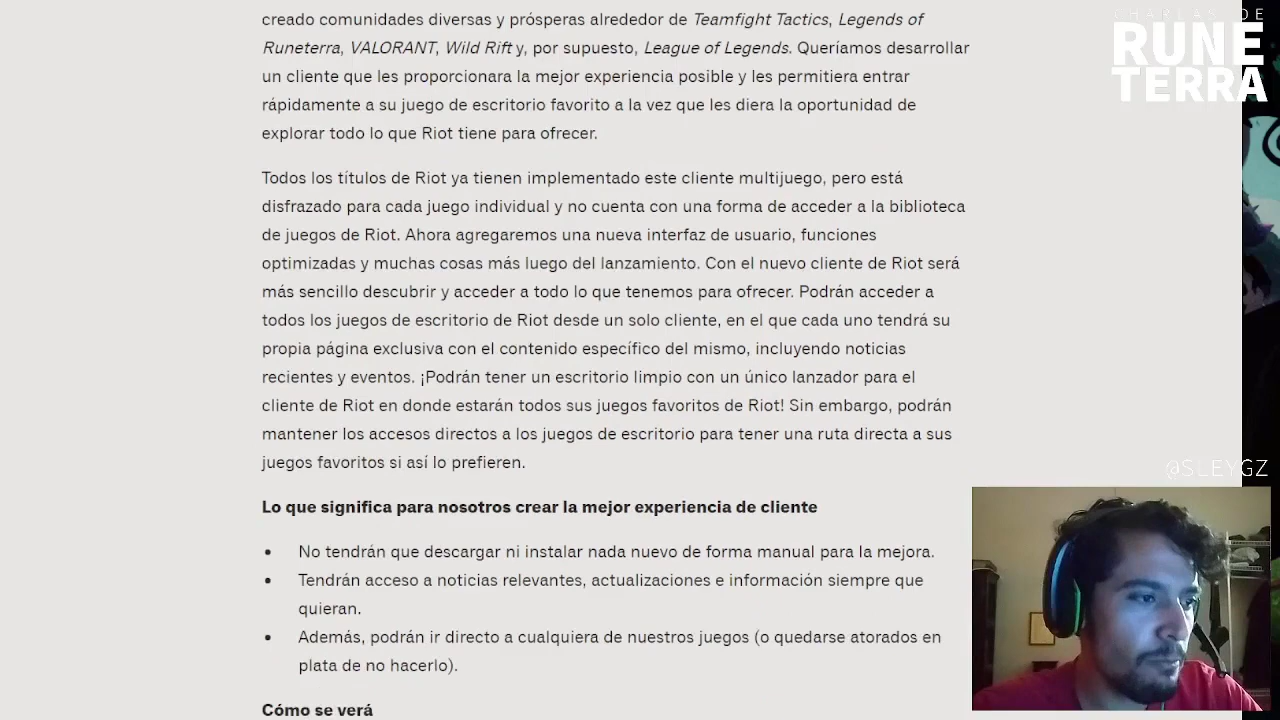 creado comunidades diversas y prósperas alrededor de Teamfight Tactics, Legends of
Runeterra, VALORANT, Wild Rift y, por supuesto, League of Legends. Queríamos desarrollar
un cliente que les proporcionara la mejor experiencia posible y les permitiera entrar
rápidamente a su juego de escritorio favorito a la vez que les diera la oportunidad de
explorar todo lo que Riot tiene para ofrecer.
Todos los títulos de Riot ya tienen implementado este cliente multijuego, pero está
disfrazado para cada juego individual y no cuenta con una forma de acceder a la biblioteca
de juegos de Riot. Ahora agregaremos una nueva interfaz de usuario, funciones
optimizadas y muchas cosas más luego del lanzamiento. Con el nuevo cliente de Riot será
más sencillo descubrir y acceder a todo lo que tenemos para ofrecer. Podrán acceder a
todos los juegos de escritorio de Riot desde un solo cliente, en el que cada uno tendrá su
propia página exclusiva con el contenido específico del mismo, incluyendo noticias
recientes y eventos. ¡Podrán tener un escritorio limpio con un único lanzador para el
cliente de Riot en donde estarán todos sus juegos favoritos de Riot! Sin embargo, podrán
mantener los accesos directos a los juegos de escritorio para tener una ruta directa a sus
juegos favoritos si así lo prefieren.
Lo que significa para nosotros crear la mejor experiencia de cliente
• No tendrán que descargar ni instalar nada nuevo de forma manual para la mejora.
• Tendrán acceso a noticias relevantes, actualizaciones e información siempre que
quieran.
• Además, podrán ir directo a cualquiera de nuestros juegos (o quedarse atorados en
plata de no hacerlo).
Cómo se verá
CHARLAS DE
RUNE
TERRA
@SLEYGZ